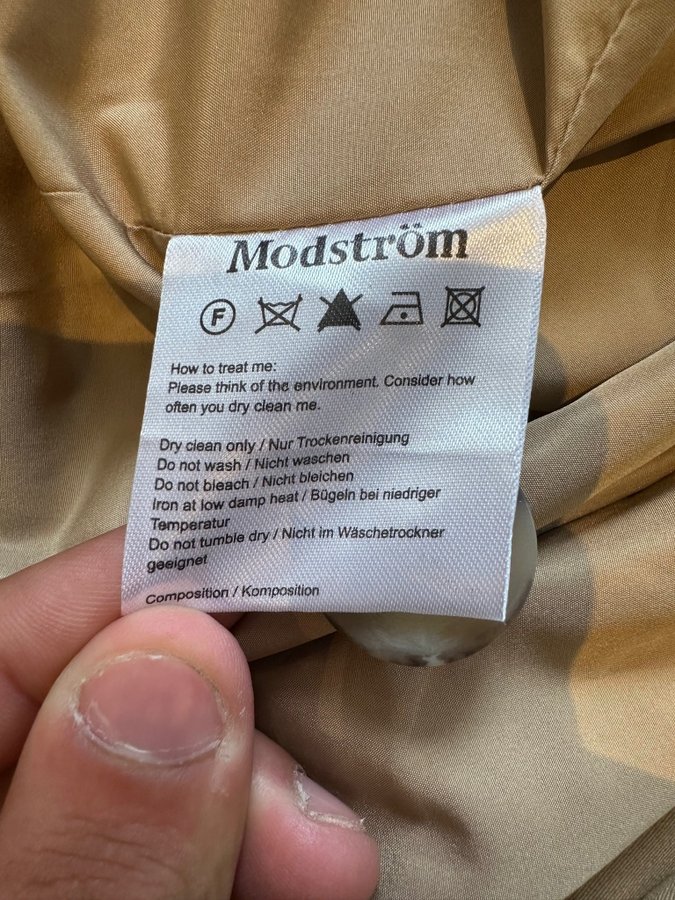 Modström
F
How to treat me:
Please think of the environment. Consider how
often you dry clean me.
Dry clean only / Nur Trockenreinigung
Do not wash / Nicht waschen
Do not bleach / Nicht bleichen
Iron at low damp heat / Bügeln bei niedriger
Temperatur
Do not tumble dry / Nicht im Wäschetrockner
geeignet
Composition / Komposition